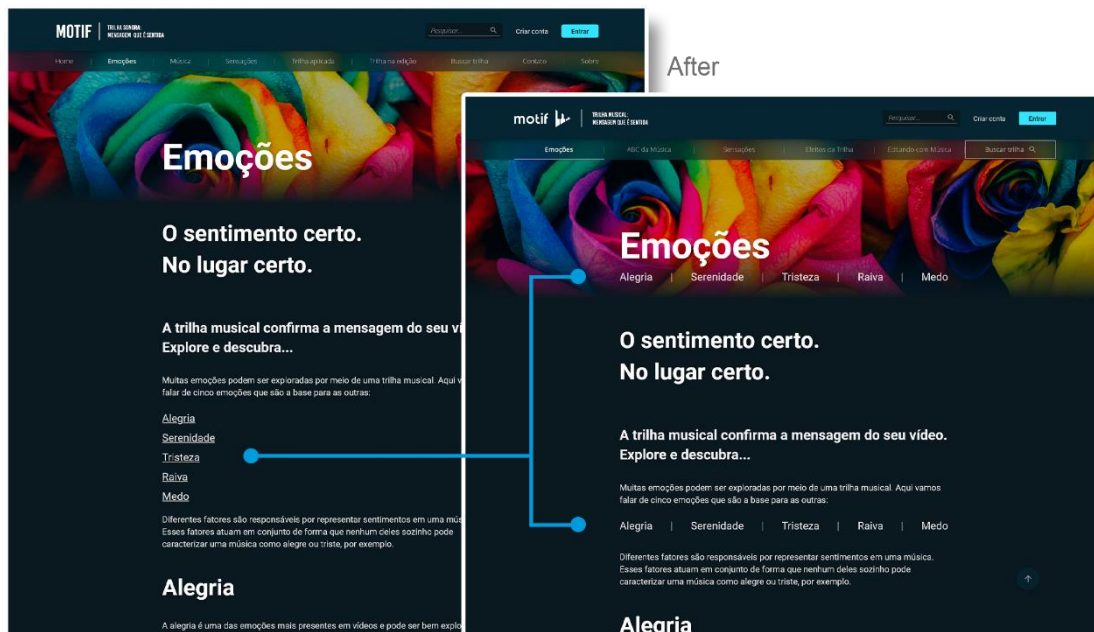 MOTIF
TRILHA SONORA:
MENSAGEM QUE É SENTIDA
Pesquisar...
Criar conta
Entrar
Home | Emoções | Música | Sensações | Trilha aplicada | Trilha na edição | Buscar trilha | Contato | Sobre
Emoções
O sentimento certo.
No lugar certo.
A trilha musical confirma a mensagem do seu ví
Explore e descubra...
Muitas emoções podem ser exploradas por meio de uma trilha musical. Aqui v
falar de cinco emoções que são a base para as outras:
Alegria
Serenidade
Tristeza
Raiva
Medo
Diferentes fatores são responsáveis por representar sentimentos em uma mús
Esses fatores atuam em conjunto de forma que nenhum deles sozinho pode
caracterizar uma música como alegre ou triste, por exemplo.
Alegria
A alegria é uma das emoções mais presentes em vídeos e pode ser bem explo
After
motif
TRILHA MUSICAL:
MENSAGEM QUE É SENTIDA
Pesquisar...
Criar conta
Entrar
Emoções | ABC da Música | Sensações | Efeitos da Trilha | Editando com Música | Buscar trilha
Emoções
Alegria | Serenidade | Tristeza | Raiva | Medo
O sentimento certo.
No lugar certo.
A trilha musical confirma a mensagem do seu vídeo.
Explore e descubra...
Muitas emoções podem ser exploradas por meio de uma trilha musical. Aqui vamos
falar de cinco emoções que são a base para as outras:
Alegria | Serenidade | Tristeza | Raiva | Medo
Diferentes fatores são responsáveis por representar sentimentos em uma música.
Esses fatores atuam em conjunto de forma que nenhum deles sozinho pode
caracterizar uma música como alegre ou triste, por exemplo.
Alegria